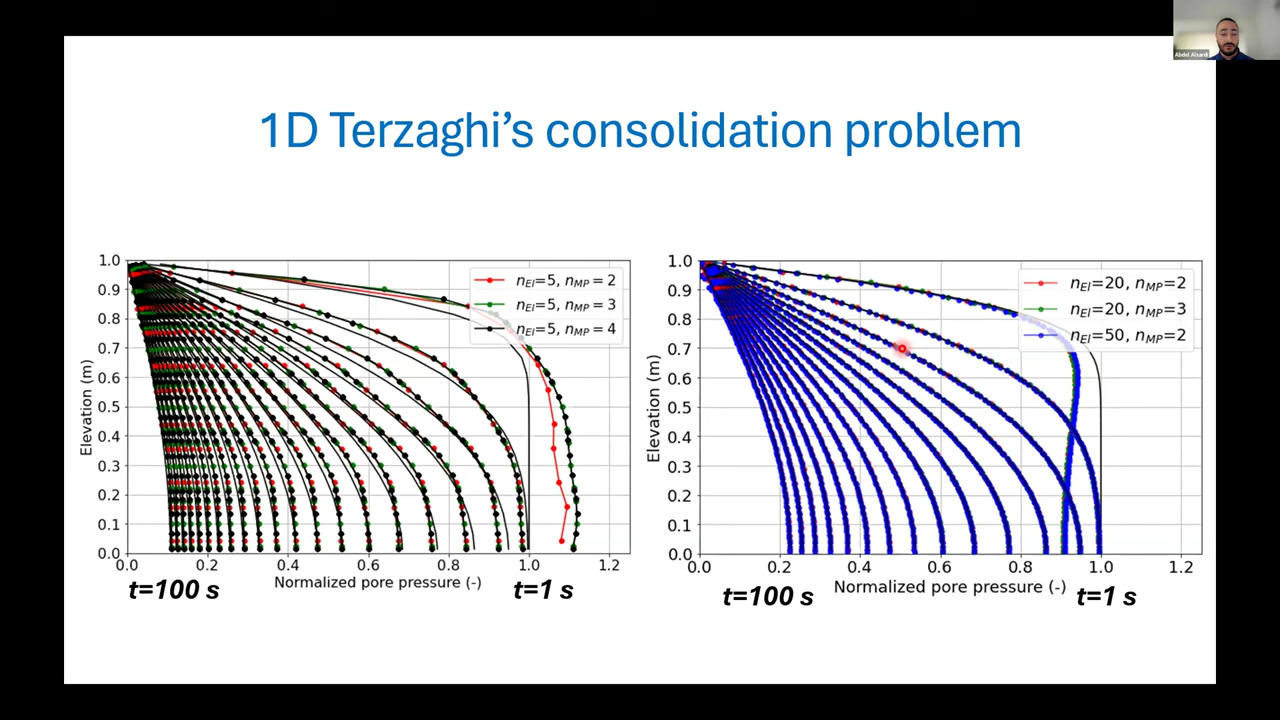 Abdel Alsardi
1D Terzaghi's consolidation problem
1.0
0.9
0.8
0.7
0.6
0.5
0.4
0.3
0.2
0.1
0.0
Elevation (m)
nEl=5, nMP = 2
nEl=5, nMP = 3
nEl=5, nMP = 4
0.0 0.2 0.4 0.6 0.8 1.0 1.2
Normalized pore pressure (-)
t=100 s
t=1 s
1.0
0.9
0.8
0.7
0.6
0.5
0.4
0.3
0.2
0.1
0.0
Elevation (m)
nEl=20, nMP=2
nEl=20, nMP=3
nEl=50, nMP=2
0.0 0.2 0.4 0.6 0.8 1.0 1.2
Normalized pore pressure (-)
t=100 s
t=1 s